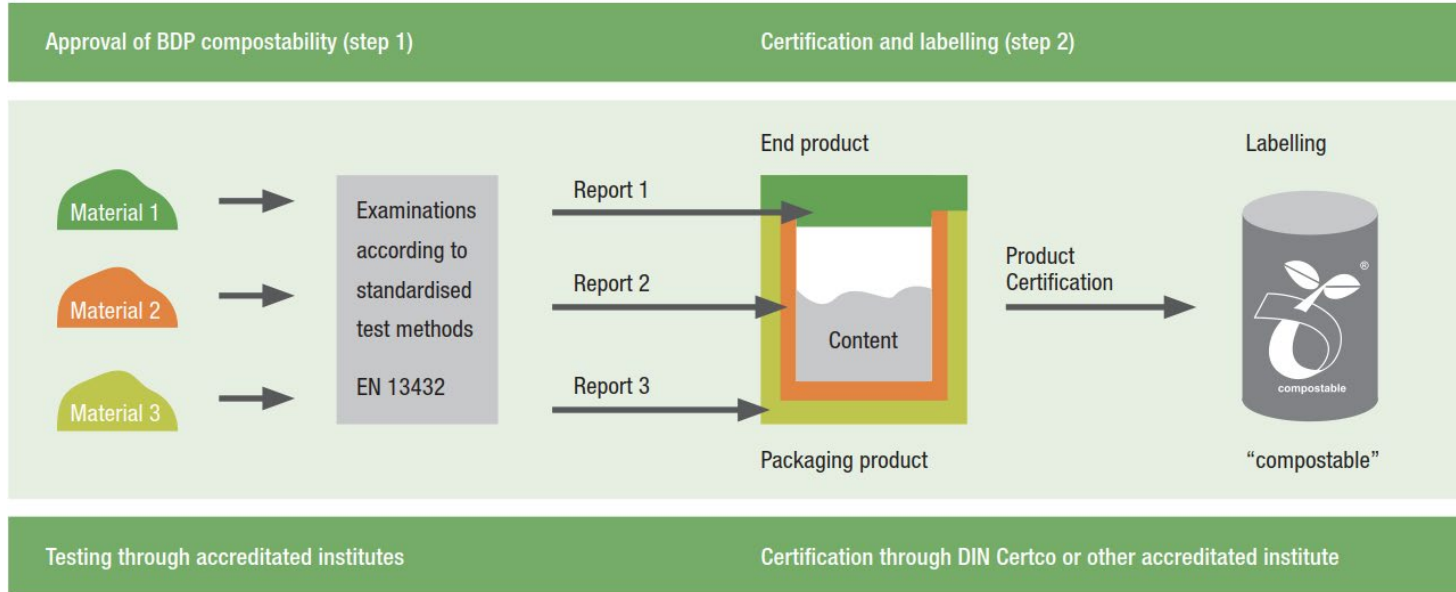 Approval of BDP compostability (step 1)
Certification and labelling (step 2)
Material 1
Material 2
Material 3
Examinations
according to
standardised
test methods
EN 13432
Report 1
Report 2
Report 3
End product
Content
Packaging product
Product
Certification
Labelling
®
compostable
“compostable”
Testing through accreditated institutes
Certification through DIN Certco or other accreditated institute